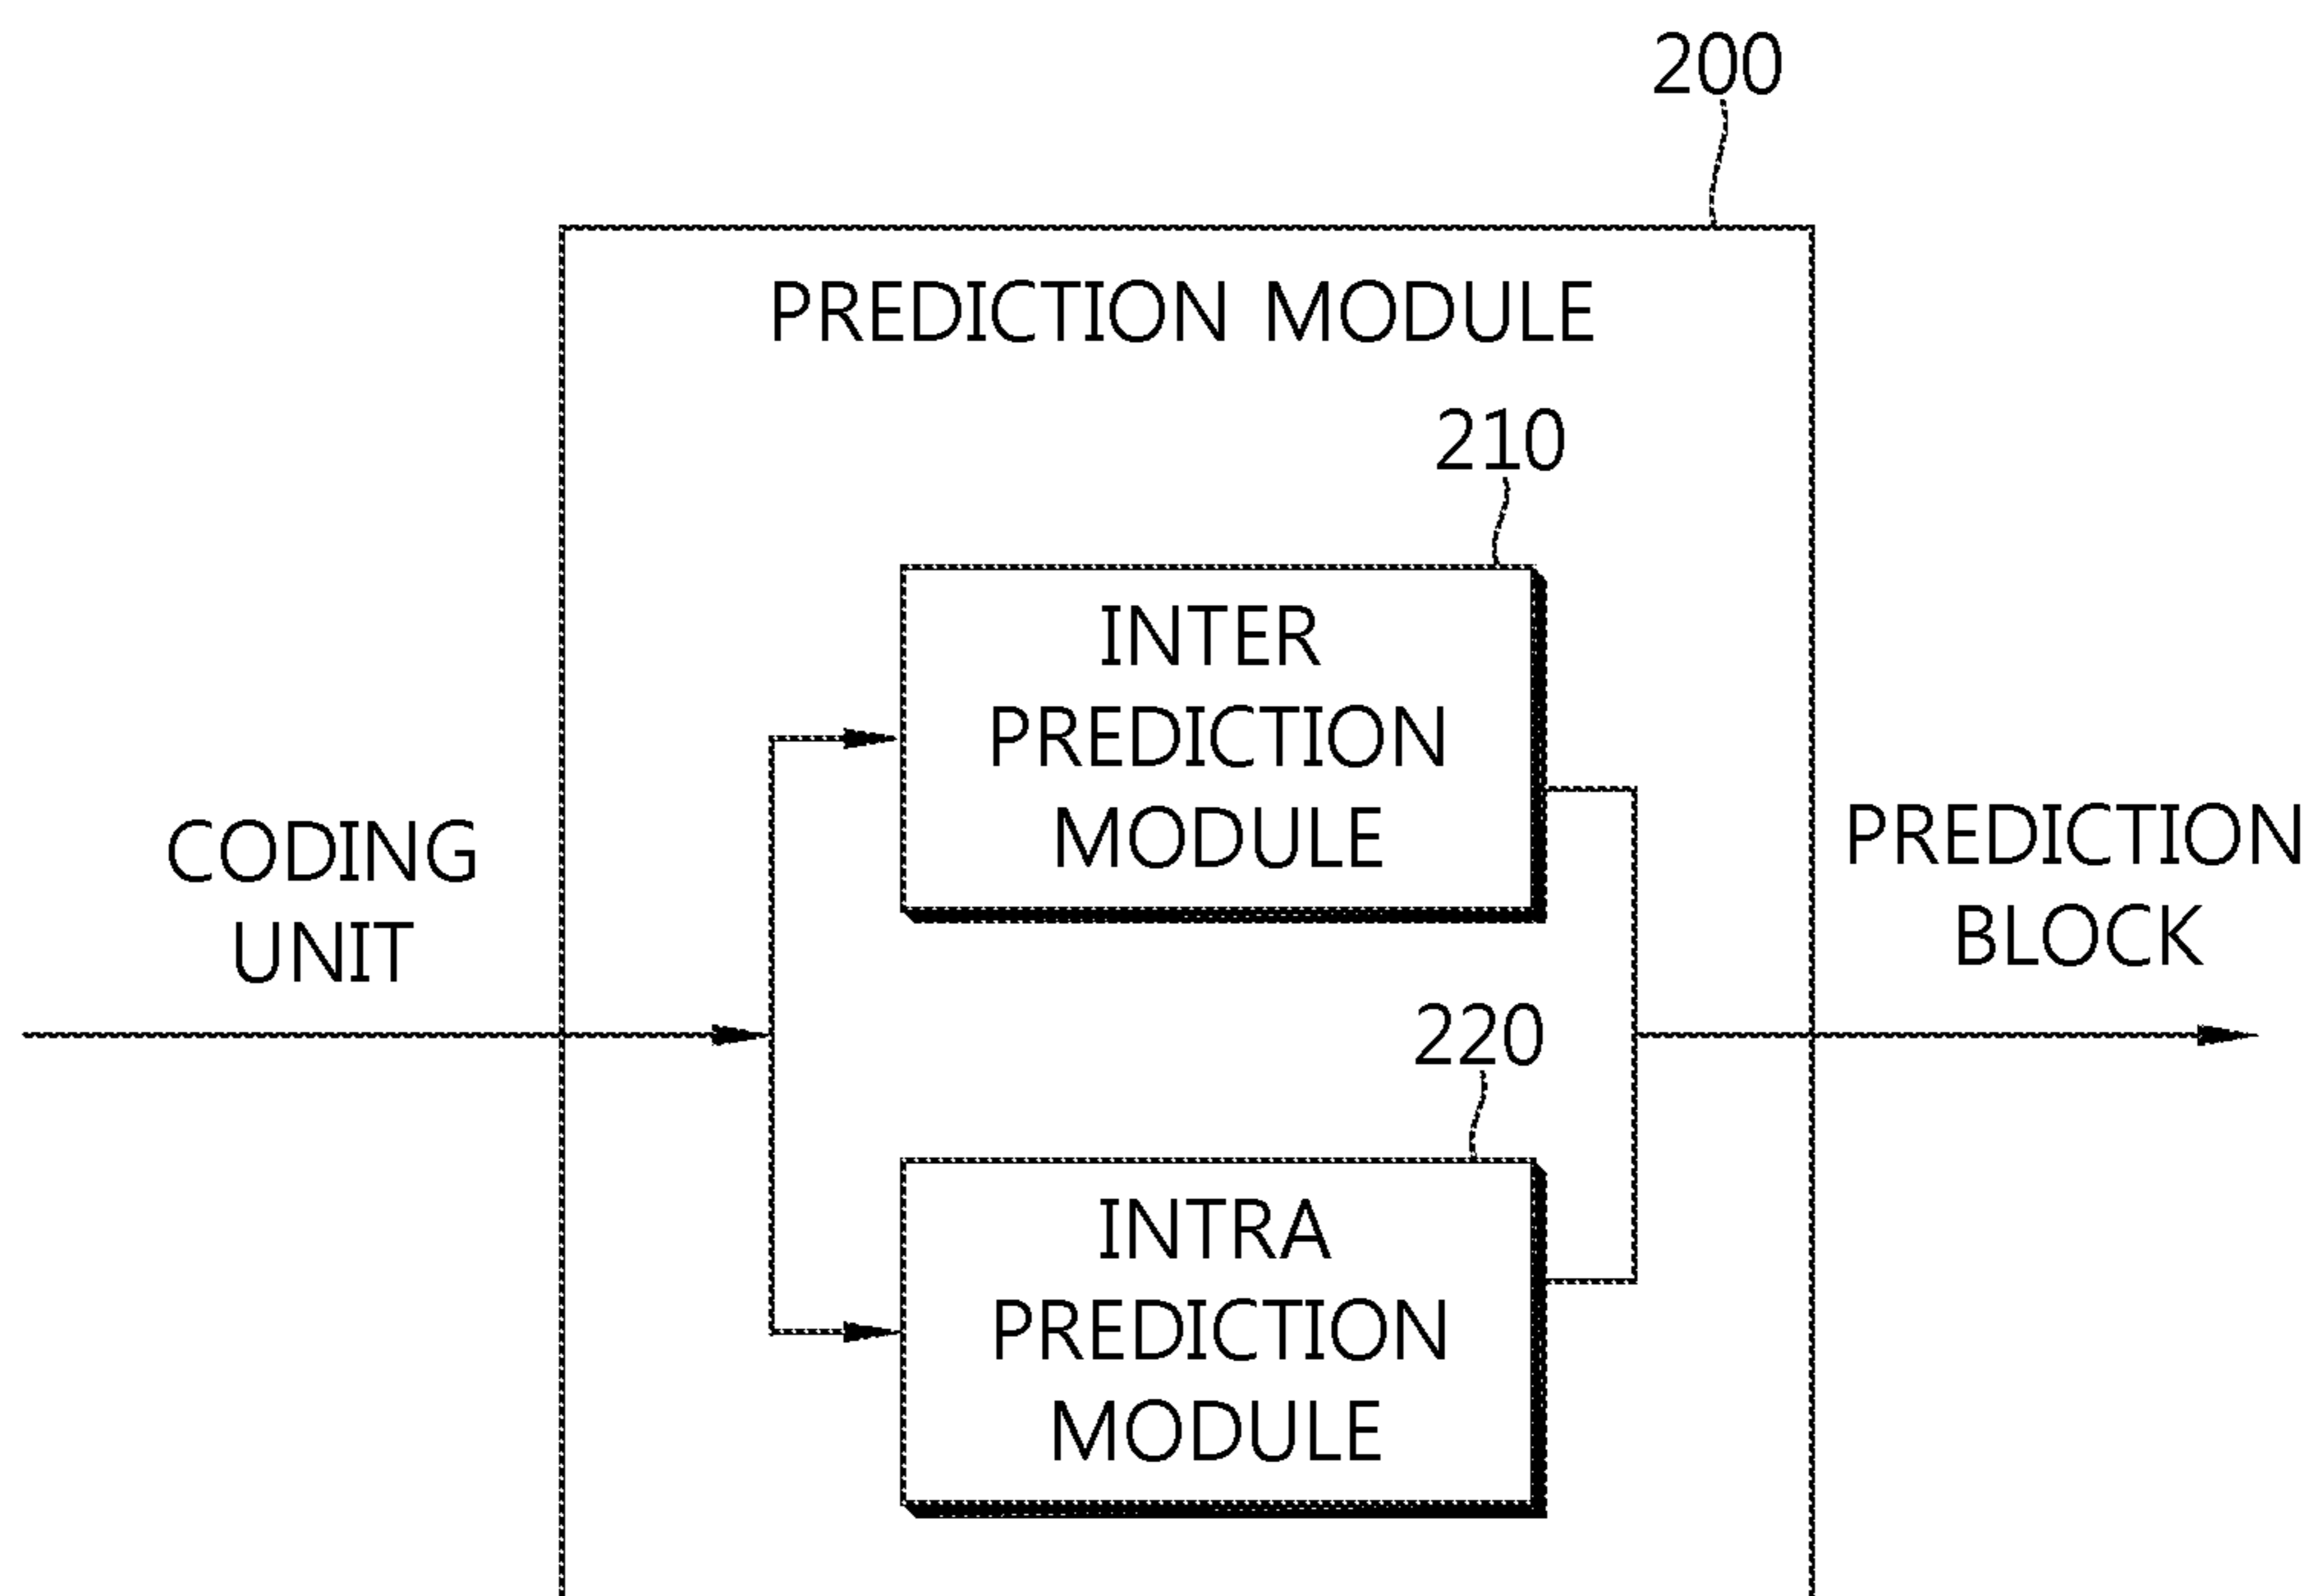 200
PREDICTION MODULE
210
INTER
PREDICTION
MODULE
CODING
UNIT
PREDICTION
BLOCK
220
INTRA
PREDICTION
MODULE